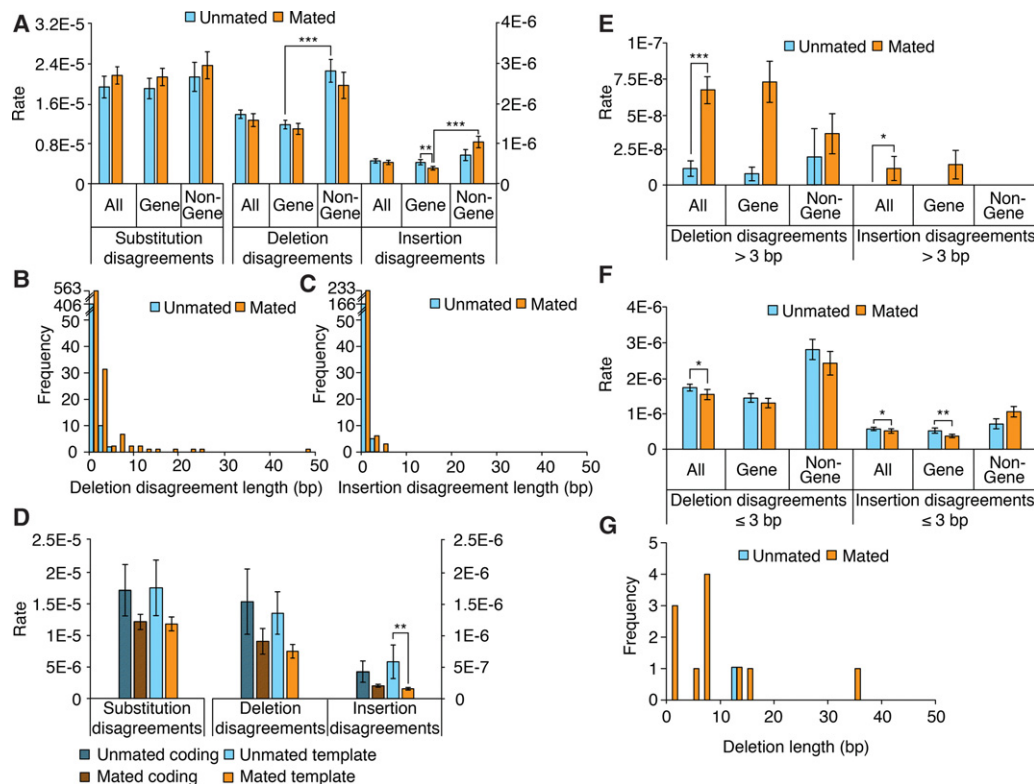 A
Unmated Mated
Rate
3.2E-5
2.4E-5
1.6E-5
0.8E-5
0
4E-6
3E-6
2E-6
1E-6
0
***
**
***
All Gene Non-Gene All Gene Non-Gene All Gene Non-Gene
Substitution disagreements Deletion disagreements Insertion disagreements
B
Unmated Mated
Frequency
563
406
50
40
30
20
10
0
0 10 20 30 40 50
Deletion disagreement length (bp)
C
Unmated Mated
Frequency
233
166
50
40
30
20
10
0
0 10 20 30 40 50
Insertion disagreement length (bp)
D
Rate
2.5E-5
2E-5
1.5E-5
1E-5
5E-6
0
2.5E-6
2E-6
1.5E-6
1E-6
5E-7
0
**
Substitution disagreements Deletion disagreements Insertion disagreements
Unmated coding Unmated template
Mated coding Mated template
E
Unmated Mated
Rate
1E-7
7.5E-8
5E-8
2.5E-8
0
***
*
All Gene Non-Gene All Gene Non-Gene
Deletion disagreements > 3 bp Insertion disagreements > 3 bp
F
Unmated Mated
Rate
4E-6
3E-6
2E-6
1E-6
0
*
*
**
All Gene Non-Gene All Gene Non-Gene
Deletion disagreements ≤ 3 bp Insertion disagreements ≤ 3 bp
G
Unmated Mated
Frequency
5
4
3
2
1
0
0 10 20 30 40 50
Deletion length (bp)